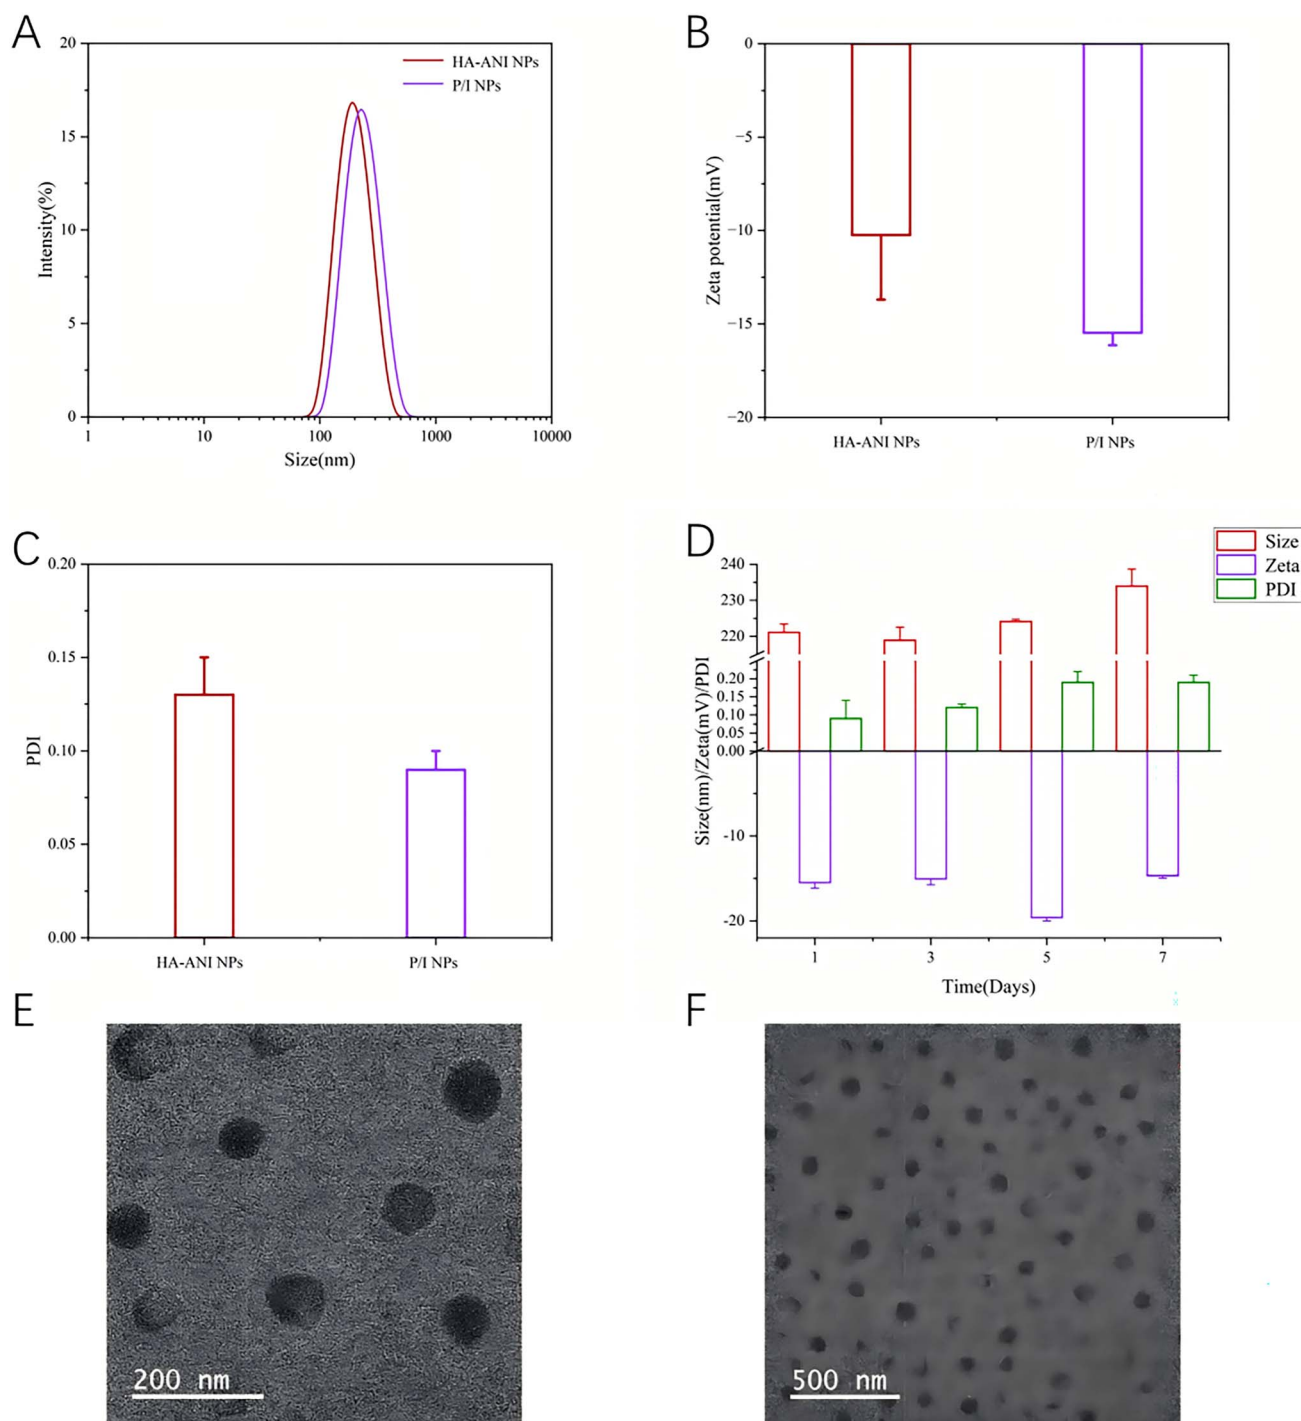 A
20
15
10
5
0
Intensity(%)
HA-ANI NPs
P/I NPs
1 10 100 1000 10000
Size(nm)
B
0
−5
−10
−15
−20
Zeta potential(mV)
HA-ANI NPs P/I NPs
C
0.20
0.15
0.10
0.05
0.00
PDI
HA-ANI NPs P/I NPs
D
Size
Zeta
PDI
240
230
220
0.20
0.15
0.10
0.05
0.00
-10
-20
Size(nm)/Zeta(mV)/PDI
1 3 5 7
Time(Days)
E
200 nm
F
500 nm